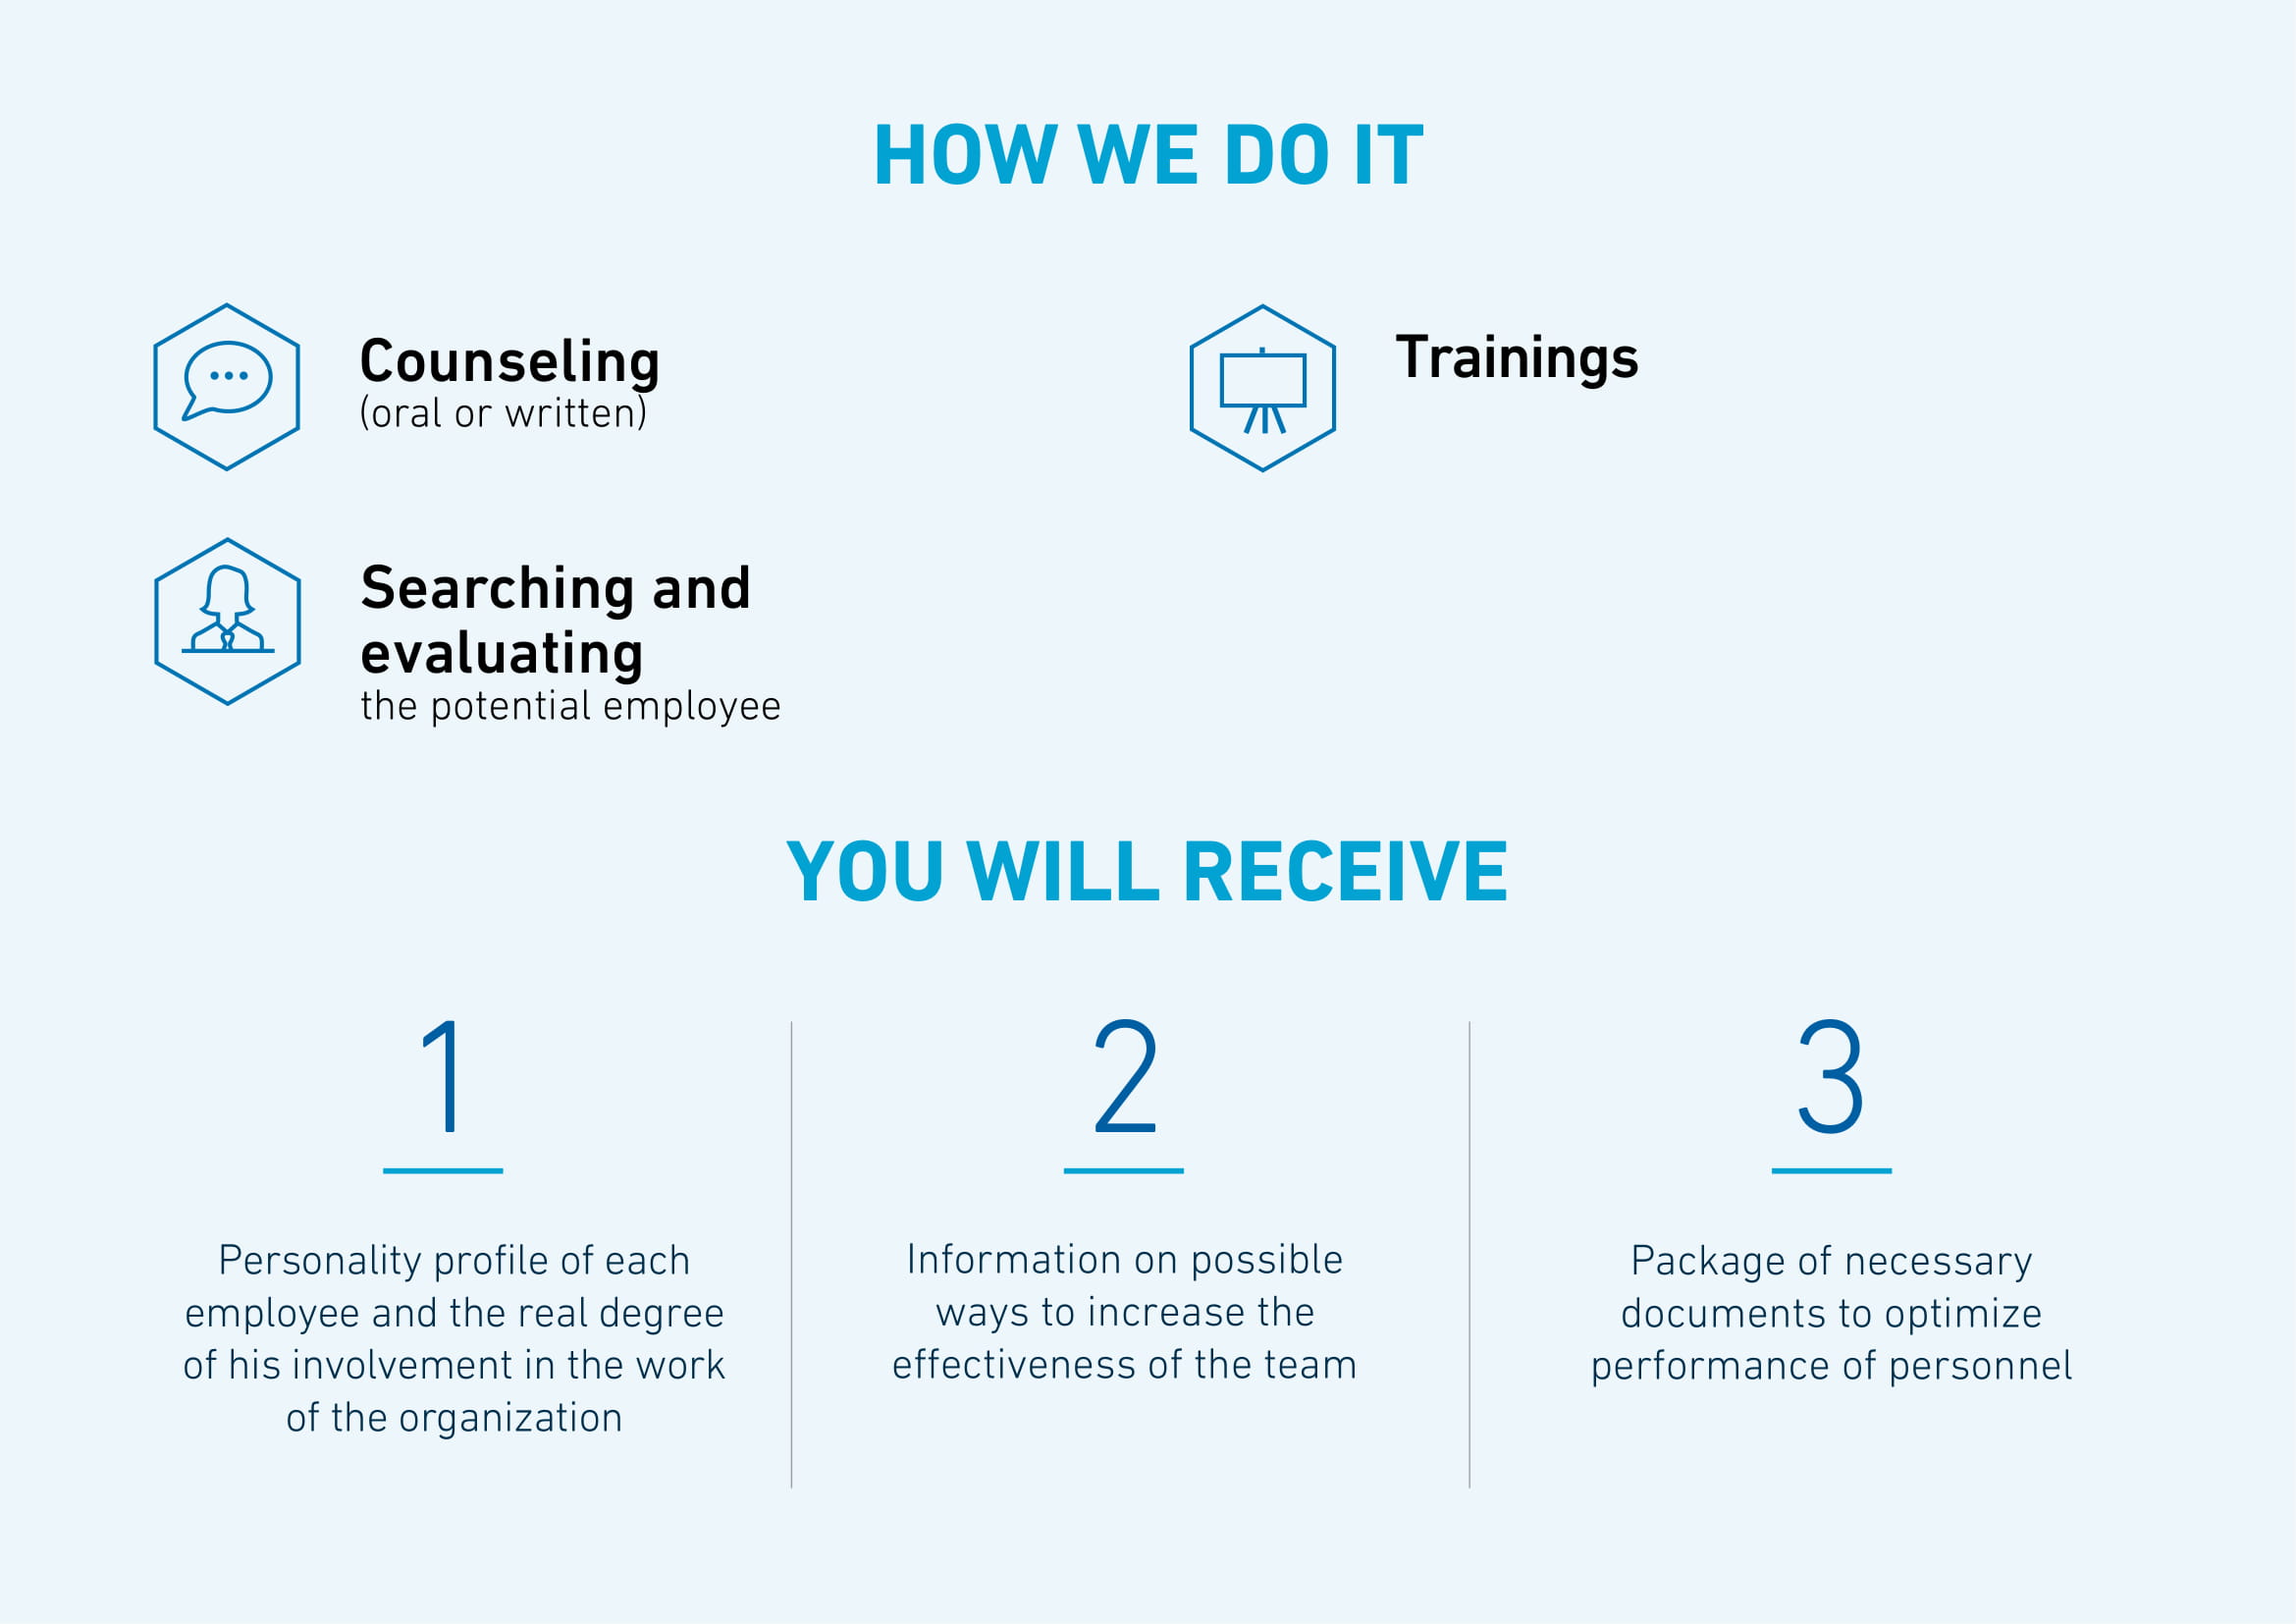 HOW WE DO IT
Counseling
(oral or written)
Trainings
Searching and
evaluating
the potential employee
YOU WILL RECEIVE
1
Personality profile of each
employee and the real degree
of his involvement in the work
of the organization
2
Information on possible
ways to increase the
effectiveness of the team
3
Package of necessary
documents to optimize
performance of personnel